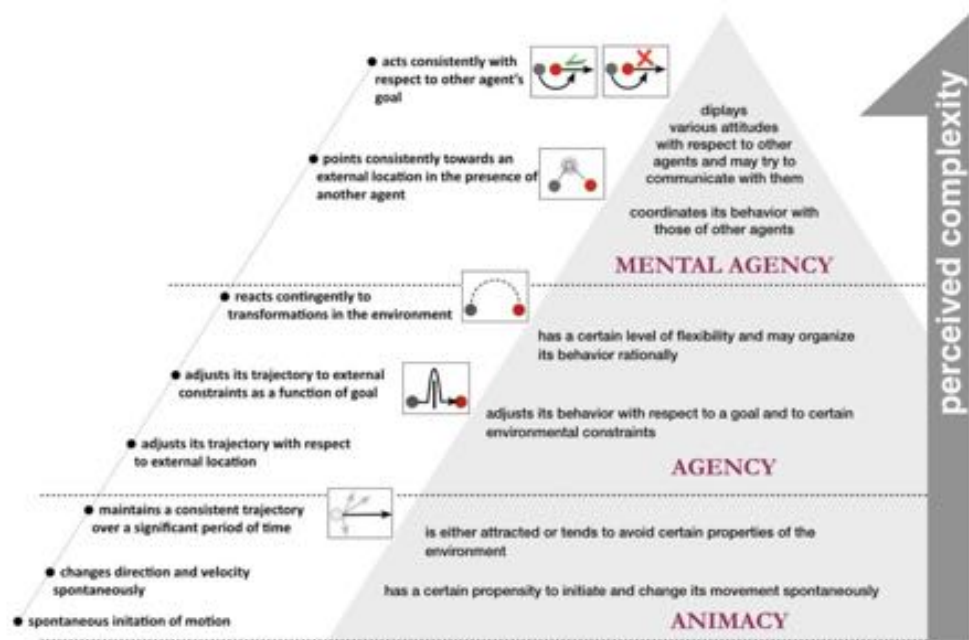 acts consistently with
respect to other agent's
goal
points consistently towards an
external location in the presence of
another agent
reacts contingently to
transformations in the environment
adjusts its trajectory to external
constraints as a function of goal
adjusts its trajectory with respect
to external location
maintains a consistent trajectory
over a significant period of time
changes direction and velocity
spontaneously
spontaneous initation of motion
diplays
various attitudes
with respect to other
agents and may try to
communicate with them
coordinates its behavior with
those of other agents
MENTAL AGENCY
has a certain level of flexibility and may organize
its behavior rationally
adjusts its behavior with respect to a goal and to certain
environmental constraints
AGENCY
is either attracted or tends to avoid certain properties of the
environment
has a certain propensity to initiate and change its movement spontaneously
ANIMACY
perceived complexity